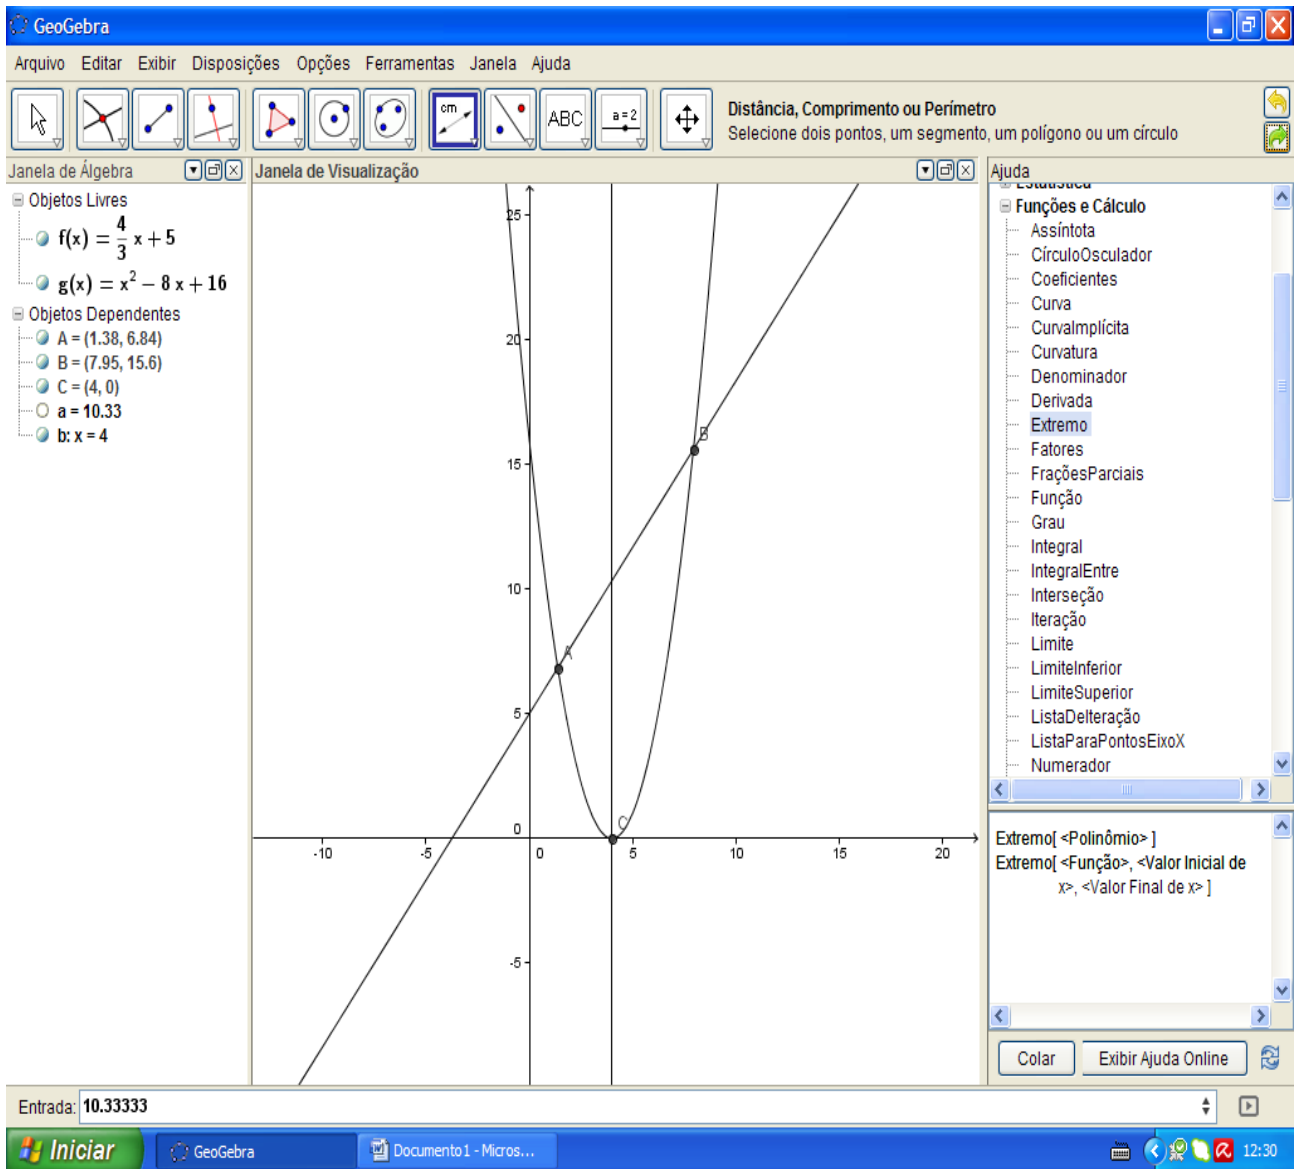 GeoGebra
Arquivo Editar Exibir Disposições Opções Ferramentas Janela Ajuda
cm
ABC
a=2
Distância, Comprimento ou Perímetro
Selecione dois pontos, um segmento, um polígono ou um círculo
Janela de Álgebra
Objetos Livres
f(x) = 4/3 x + 5
g(x) = x² − 8 x + 16
Objetos Dependentes
A = (1.38, 6.84)
B = (7.95, 15.6)
C = (4, 0)
a = 10.33
b: x = 4
Janela de Visualização
25
20
B
15
10
A
5
C
0
-10 -5 0 5 10 15 20
-5
Ajuda
Estatística
Funções e Cálculo
Assíntota
CírculoOsculador
Coeficientes
Curva
CurvaImplícita
Curvatura
Denominador
Derivada
Extremo
Fatores
FraçõesParciais
Função
Grau
Integral
IntegralEntre
Interseção
Iteração
Limite
LimiteInferior
LimiteSuperior
ListaDeIteração
ListaParaPontosEixoX
Numerador
Extremo[ <Polinômio> ]
Extremo[ <Função>, <Valor Inicial de
x>, <Valor Final de x> ]
Colar Exibir Ajuda Online
Entrada: 10.33333
Iniciar GeoGebra Documento1 - Micros... 12:30